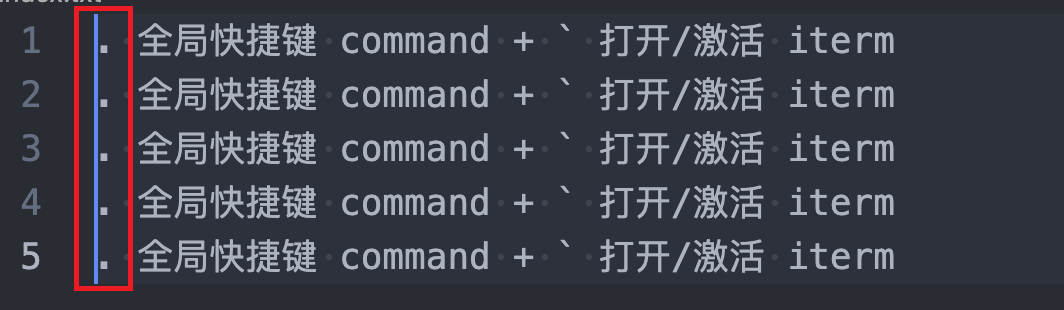 1 . 全局快捷键 command + ` 打开/激活 iterm
2 . 全局快捷键 command + ` 打开/激活 iterm
3 . 全局快捷键 command + ` 打开/激活 iterm
4 . 全局快捷键 command + ` 打开/激活 iterm
5 . 全局快捷键 command + ` 打开/激活 iterm